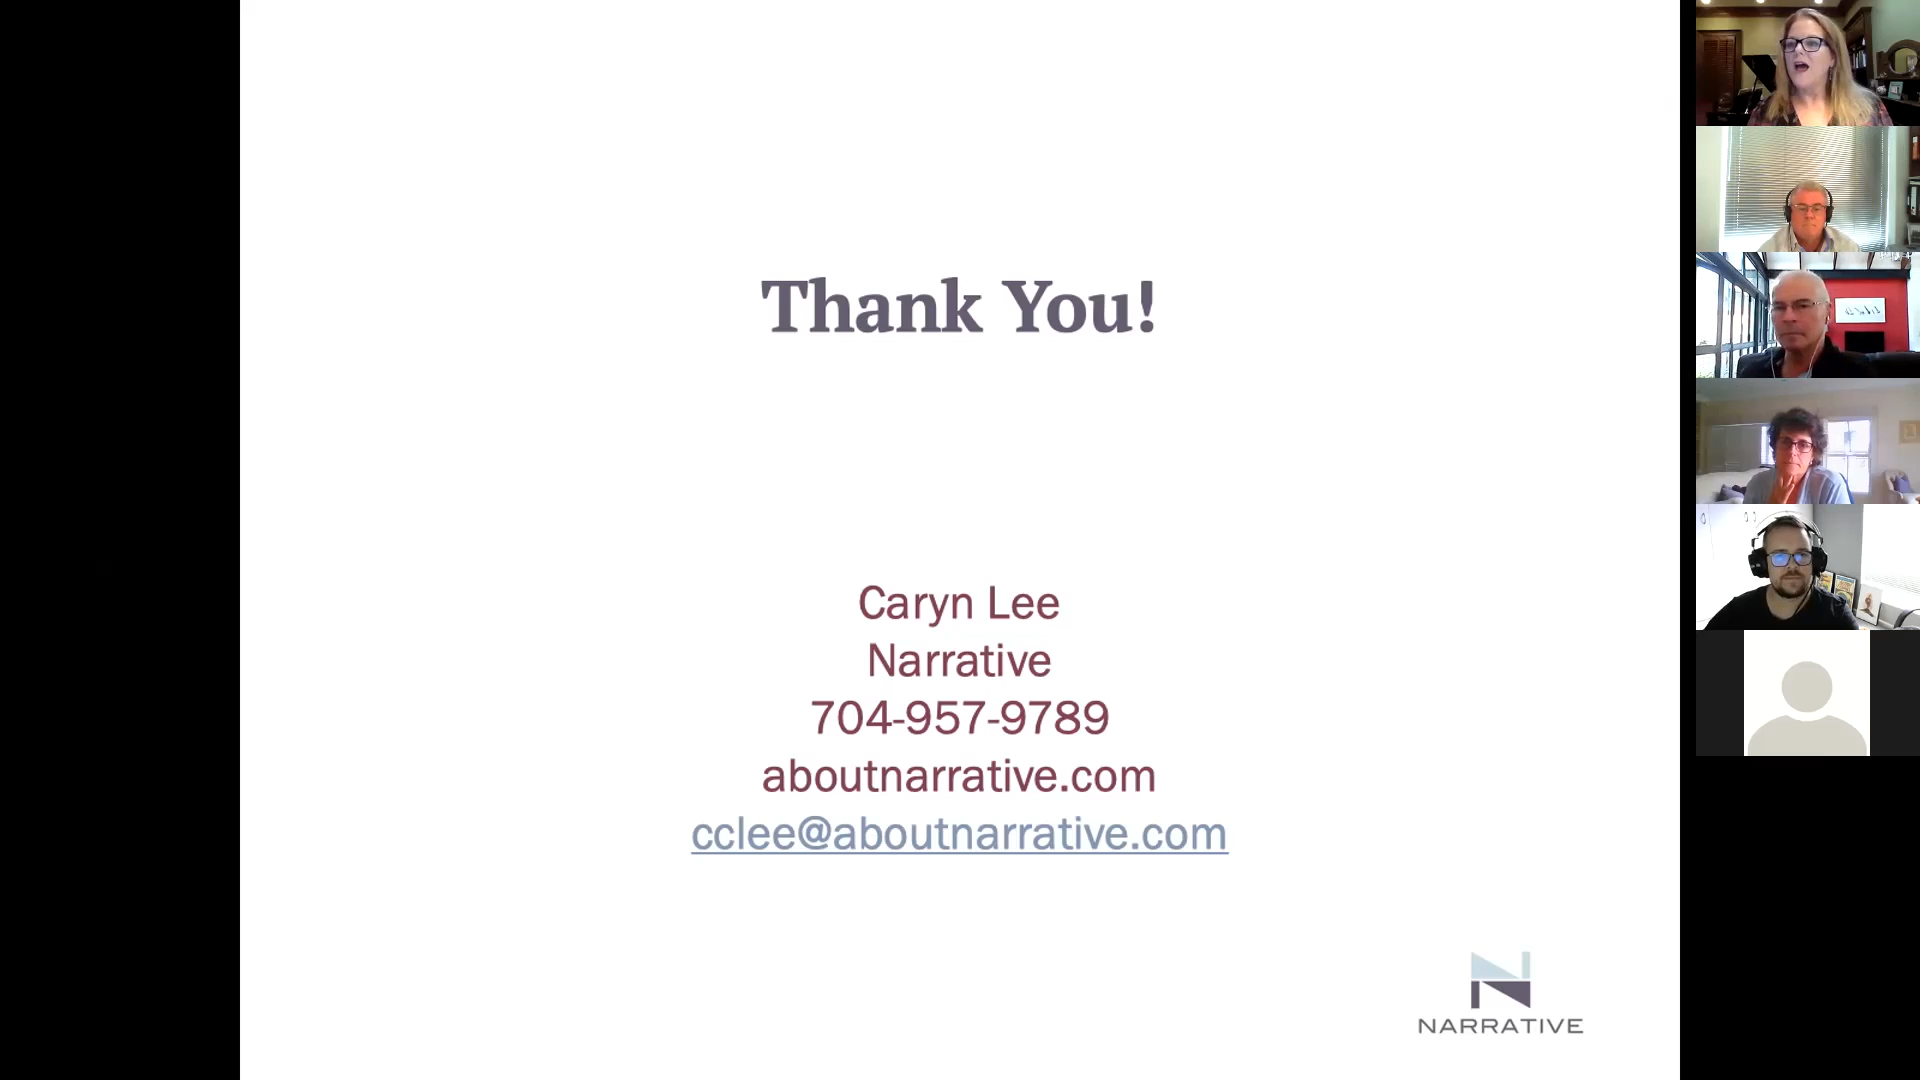 Thank You!
Caryn Lee
Narrative
704-957-9789
aboutnarrative.com
cclee@aboutnarrative.com
NARRATIVE